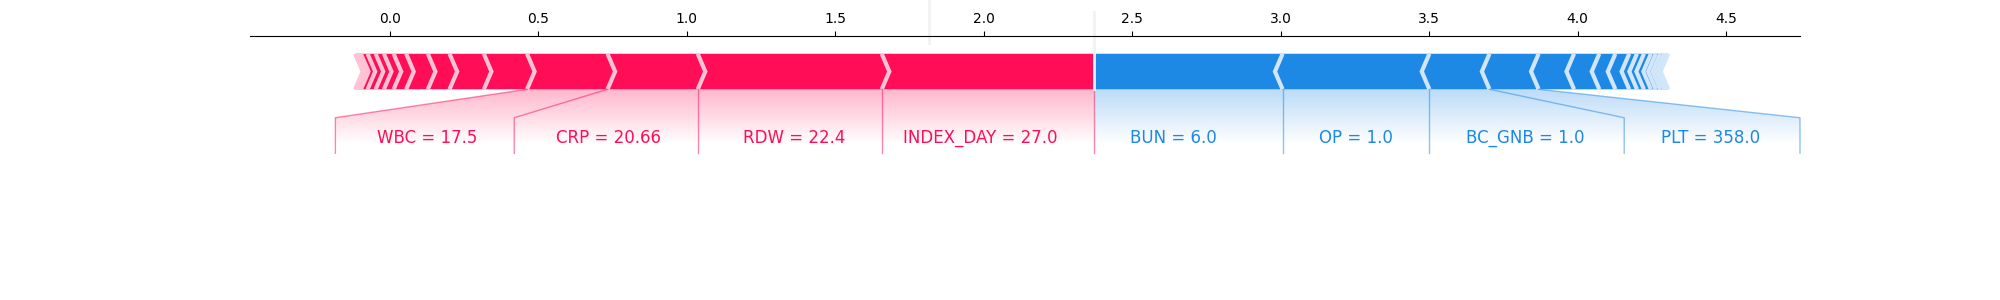 0.0 0.5 1.0 1.5 2.0 2.5 3.0 3.5 4.0 4.5
WBC = 17.5 CRP = 20.66 RDW = 22.4 INDEX_DAY = 27.0 BUN = 6.0 OP = 1.0 BC_GNB = 1.0 PLT = 358.0